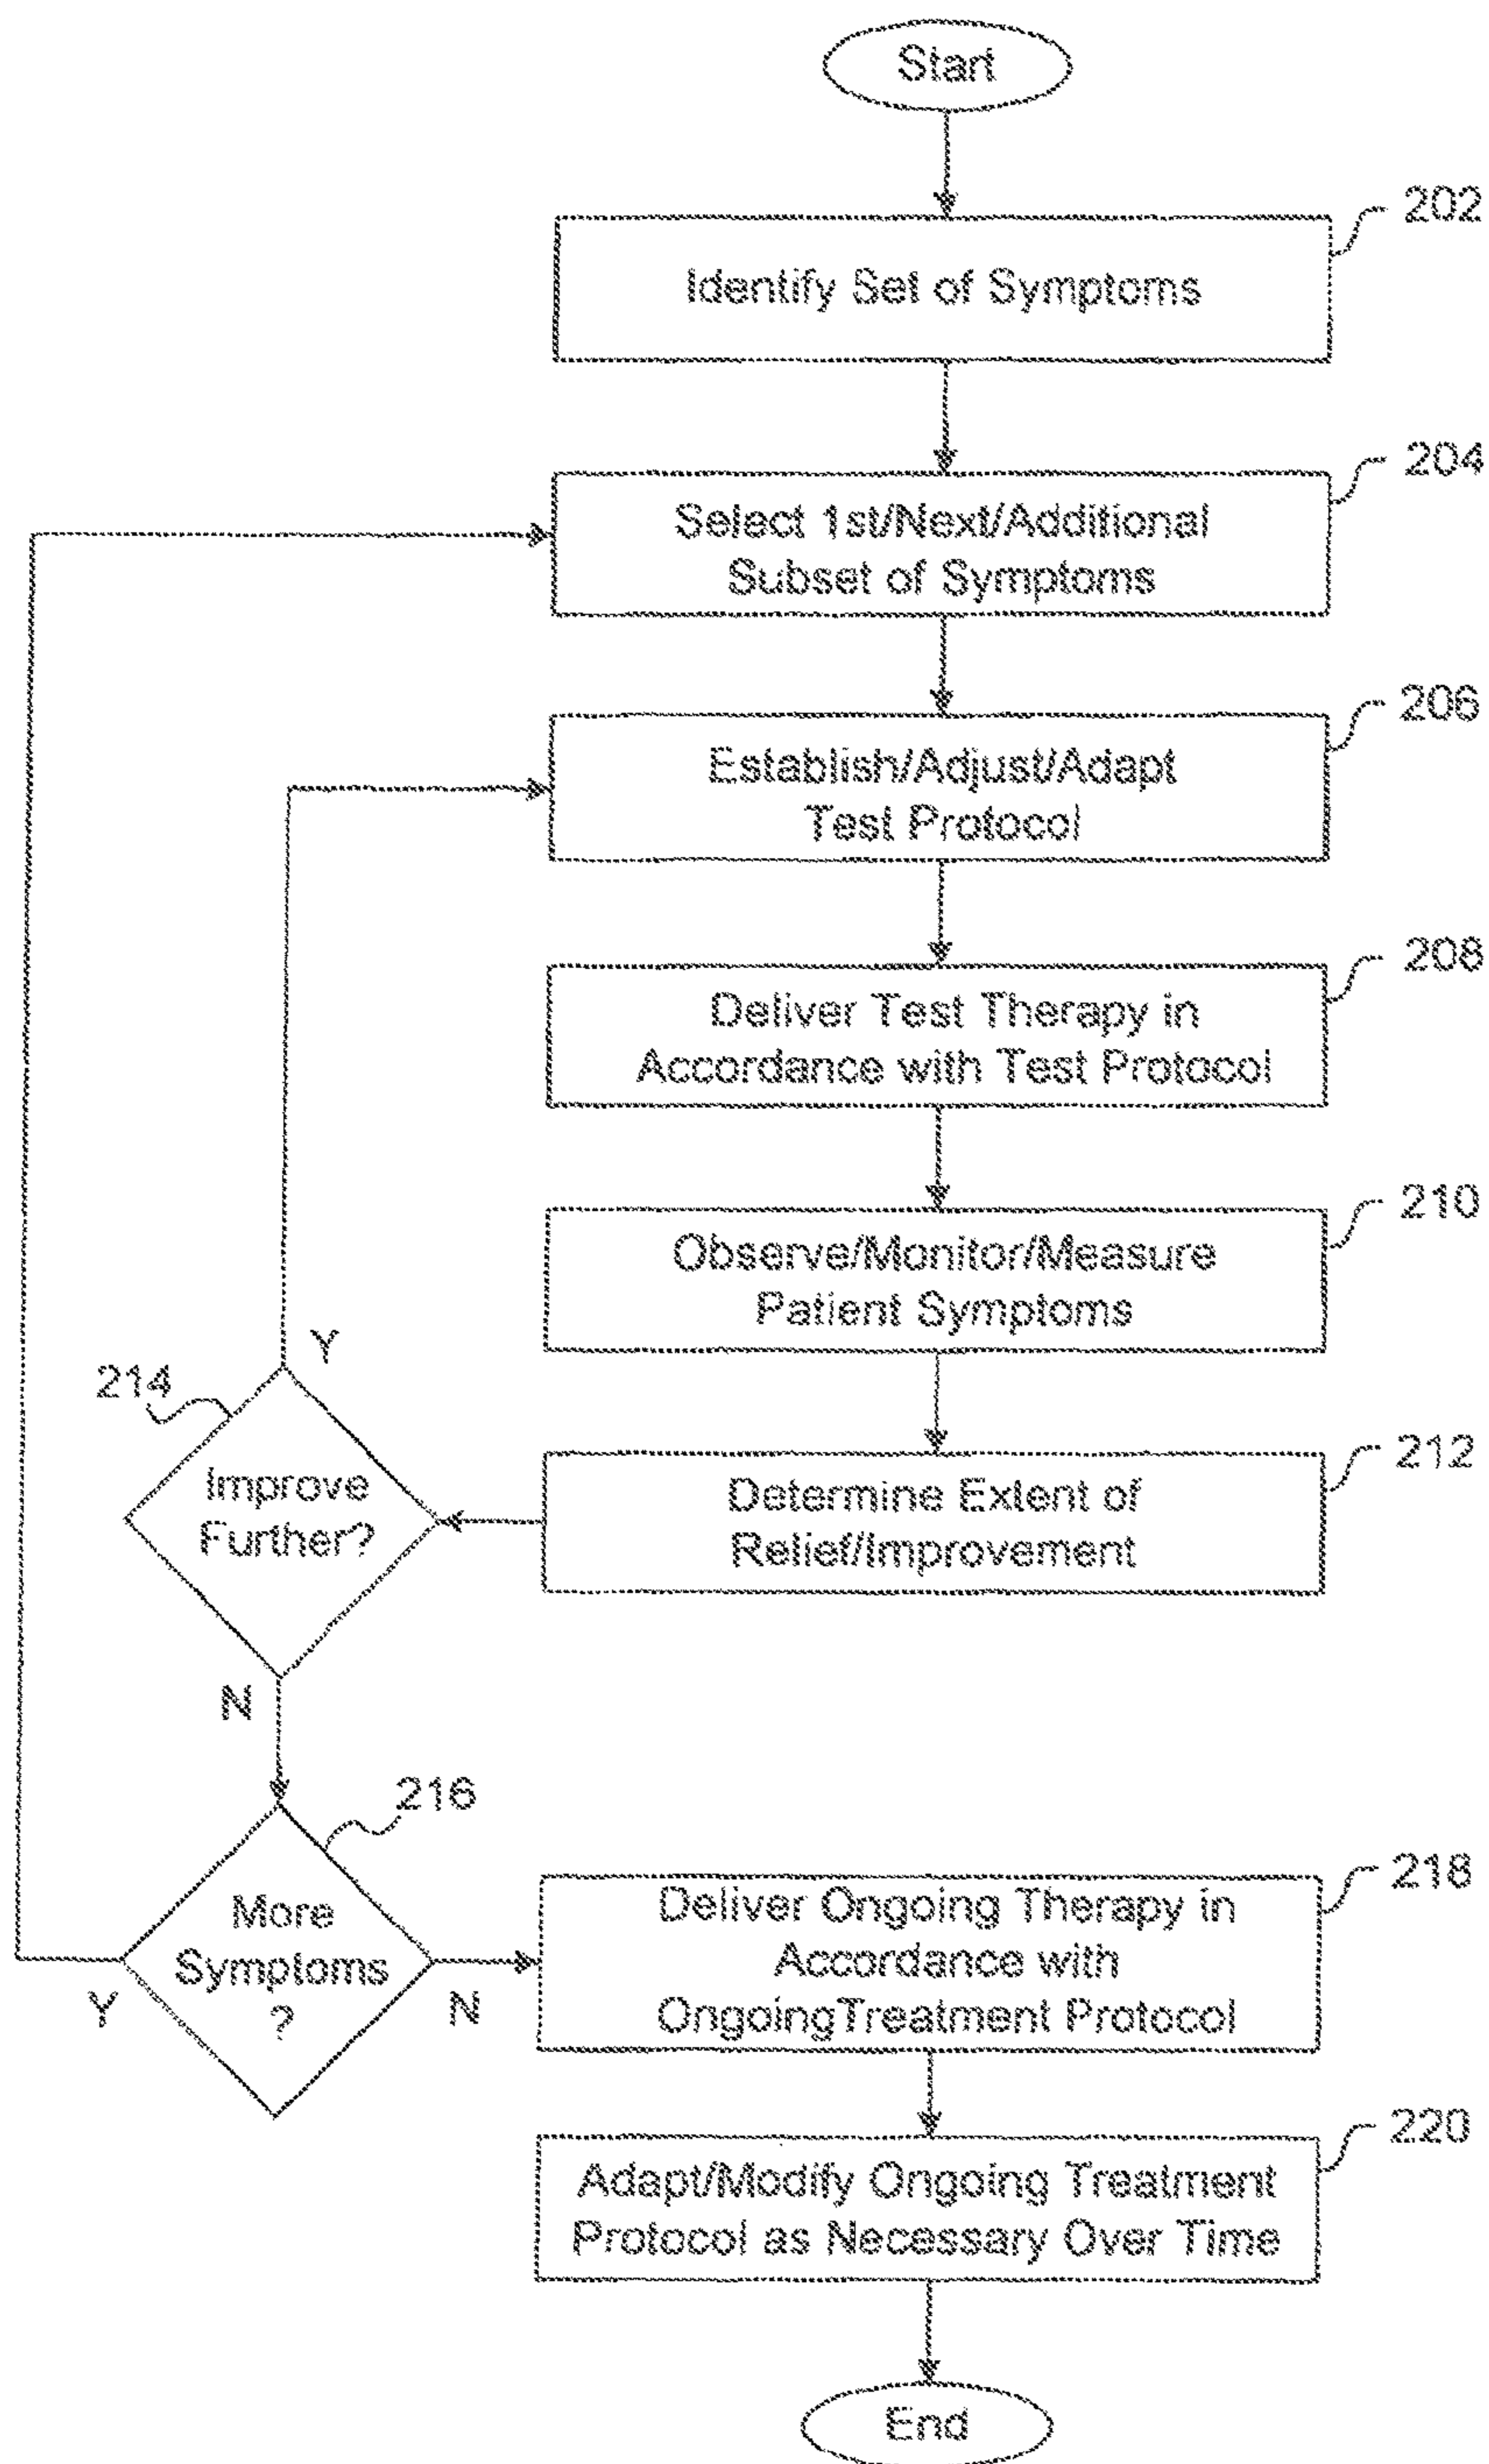 Start
202
Identify Set of Symptoms
204
Select 1st/Next/Additional
Subset of Symptoms
206
Establish/Adjust/Adapt
Test Protocol
208
Deliver Test Therapy in
Accordance with Test Protocol
210
Observe/Monitor/Measure
Patient Symptoms
212
Determine Extent of
Relief/Improvement
214
Y
Improve
Further?
N
216
More
Symptoms
?
Y
N
218
Deliver Ongoing Therapy in
Accordance with
OngoingTreatment Protocol
220
Adapt/Modify Ongoing Treatment
Protocol as Necessary Over Time
End